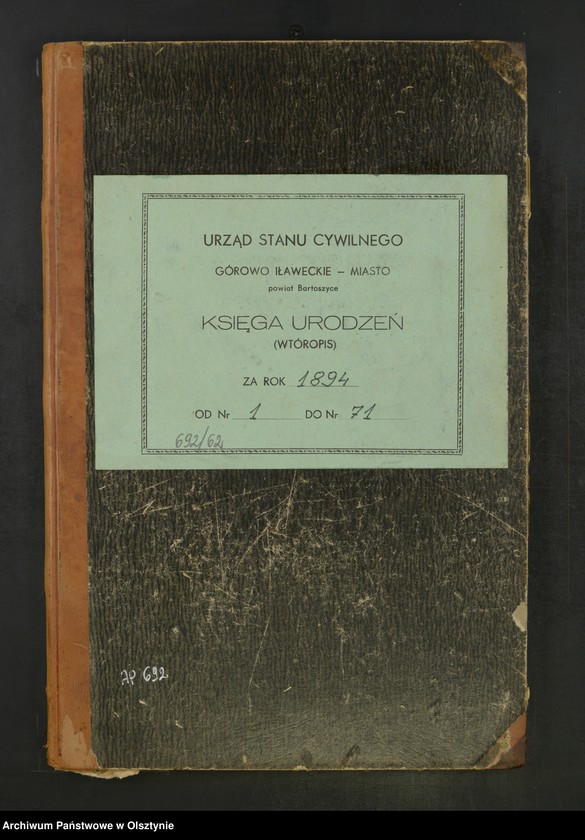 URZĄD STANU CYWILNEGO
GÓROWO IŁAWECKIE – MIASTO
powiat Bartoszyce
KSIĘGA URODZEŃ
(WTÓROPIS)
ZA ROK 1894
OD Nr 1 DO Nr 71
692/62
AP 692
Archiwum Państwowe w Olsztynie